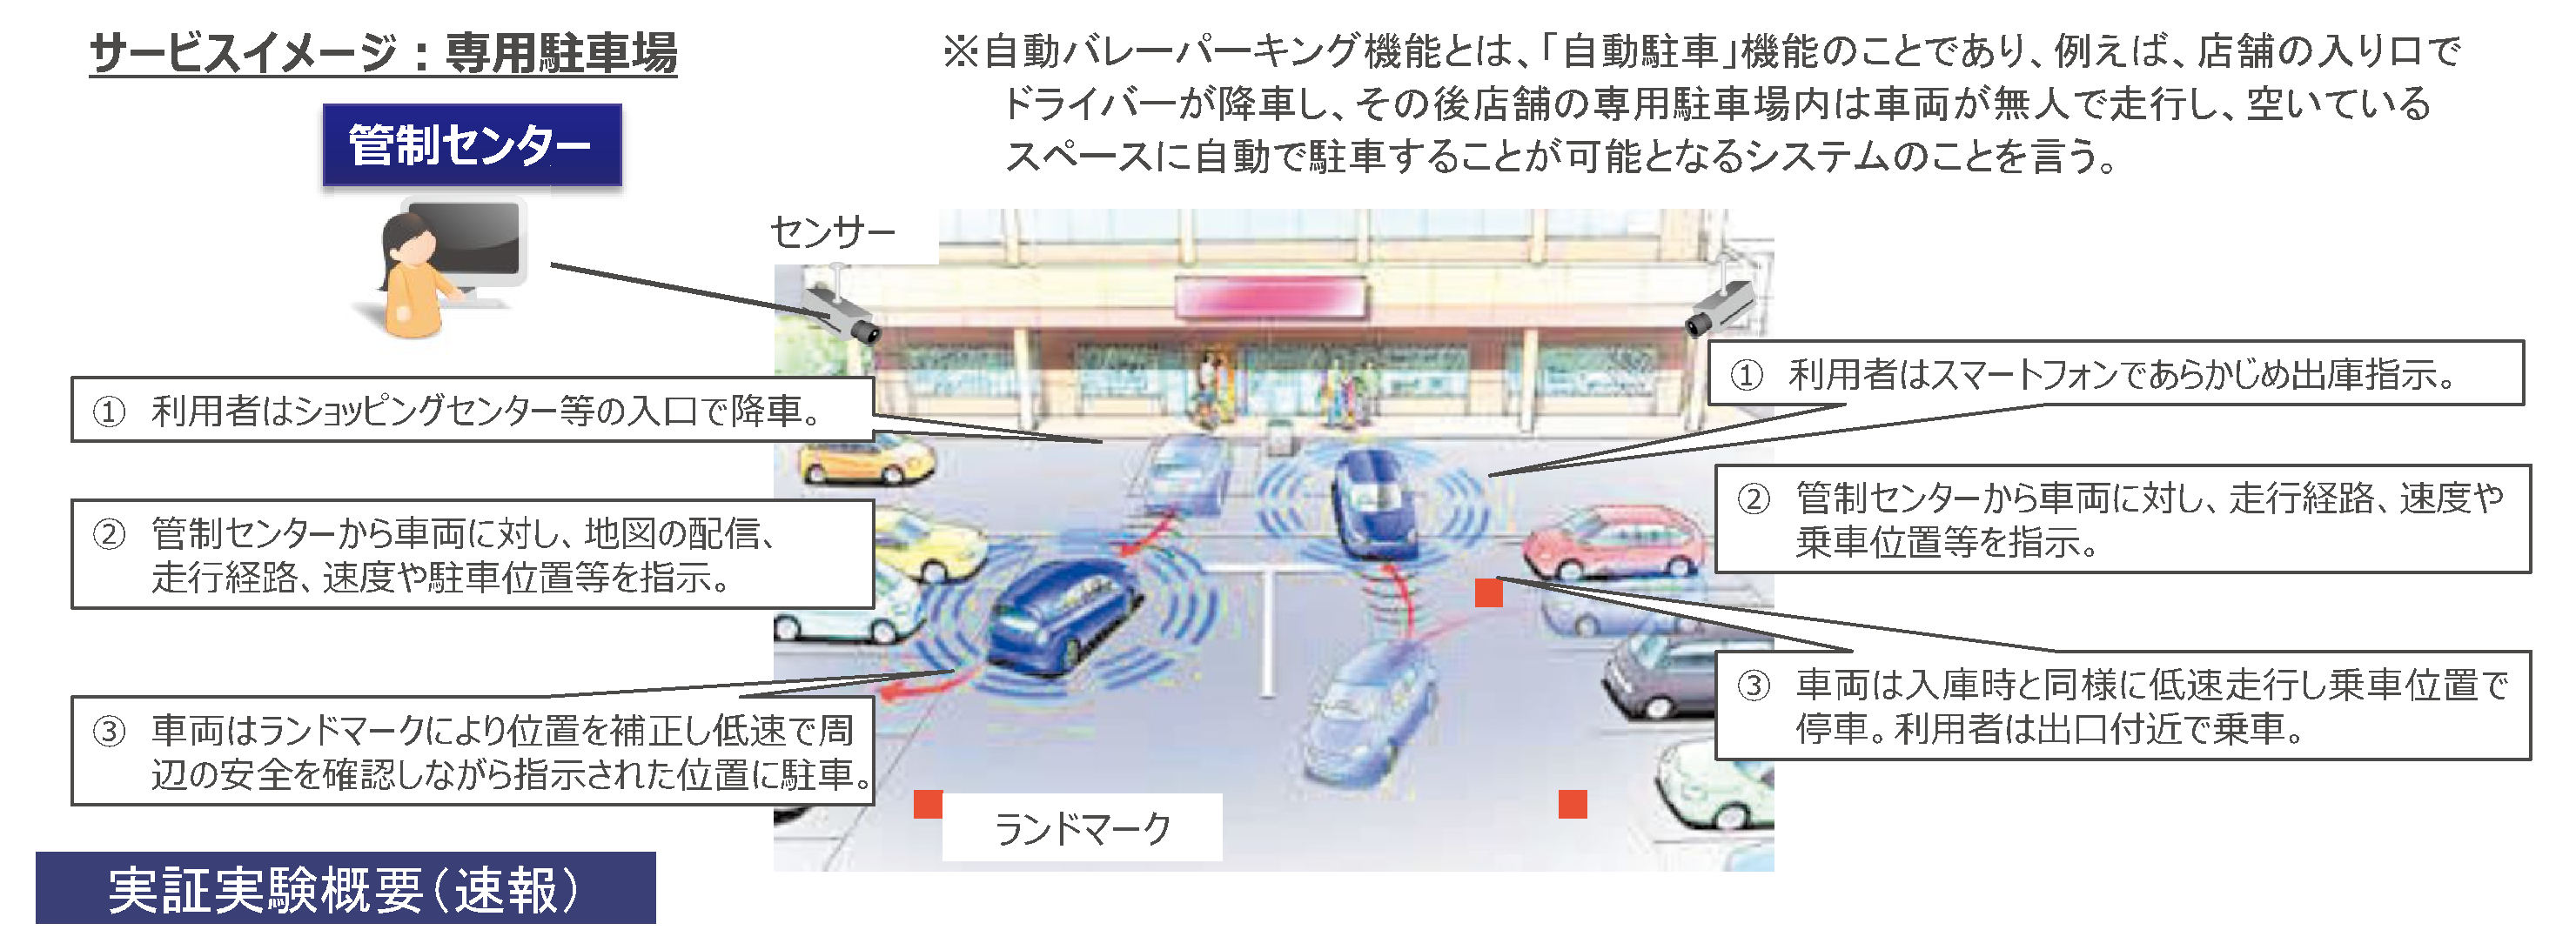 サービスイメージ：専用駐車場
※自動バレーパーキング機能とは、「自動駐車」機能のことであり、例えば、店舗の入り口で
ドライバーが降車し、その後店舗の専用駐車場内は車両が無人で走行し、空いている
スペースに自動で駐車することが可能となるシステムのことを言う。
管制センター
センサー
① 利用者はショッピングセンター等の入口で降車。
② 管制センターから車両に対し、地図の配信、
走行経路、速度や駐車位置等を指示。
③ 車両はランドマークにより位置を補正し低速で周
辺の安全を確認しながら指示された位置に駐車。
① 利用者はスマートフォンであらかじめ出庫指示。
② 管制センターから車両に対し、走行経路、速度や
乗車位置等を指示。
③ 車両は入庫時と同様に低速走行し乗車位置で
停車。利用者は出口付近で乗車。
ランドマーク
実証実験概要（速報）